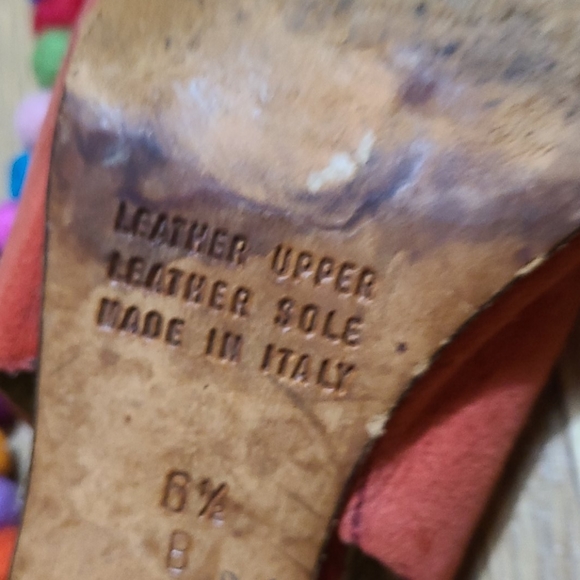 LEATHER UPPER
LEATHER SOLE
MADE IN ITALY
6½
B